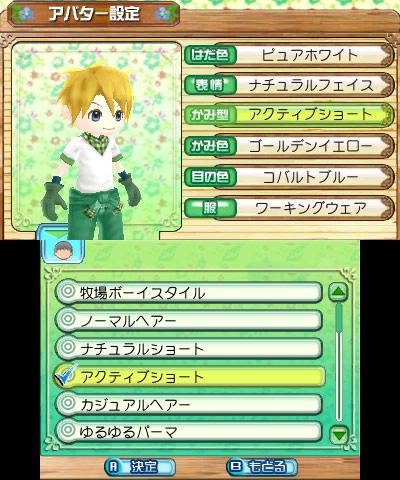 アバター設定
はだ色 ピュアホワイト
表情 ナチュラルフェイス
かみ型 アクティブショート
かみ色 ゴールデンイエロー
目の色 コバルトブルー
服 ワーキングウェア
牧場ボーイスタイル
ノーマルヘアー
ナチュラルショート
アクティブショート
カジュアルヘアー
ゆるゆるパーマ
A 決定 B もどる